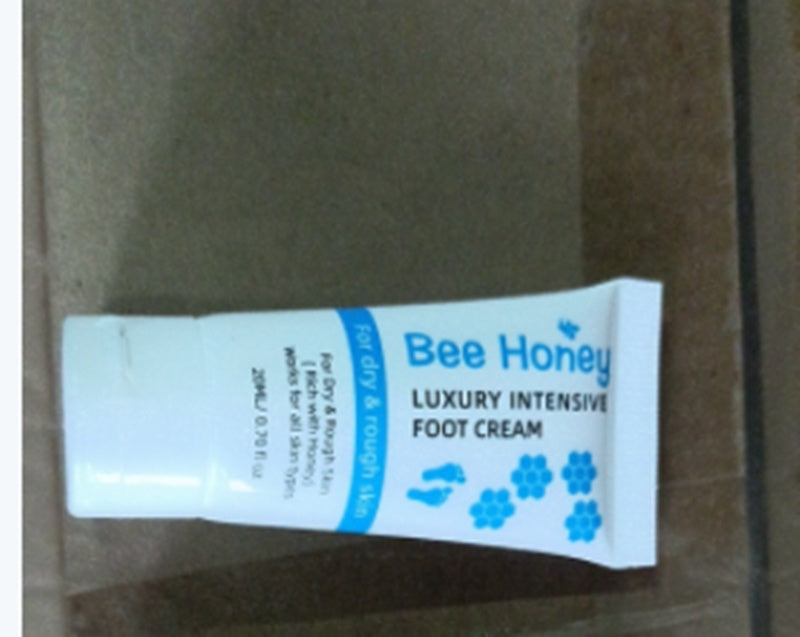 Bee Honey
LUXURY INTENSIVE
FOOT CREAM
For dry & rough skin
For Dry & Rough Skin
( Rich with Honey)
works for all skin types
20ML/ 0.70 fl oz